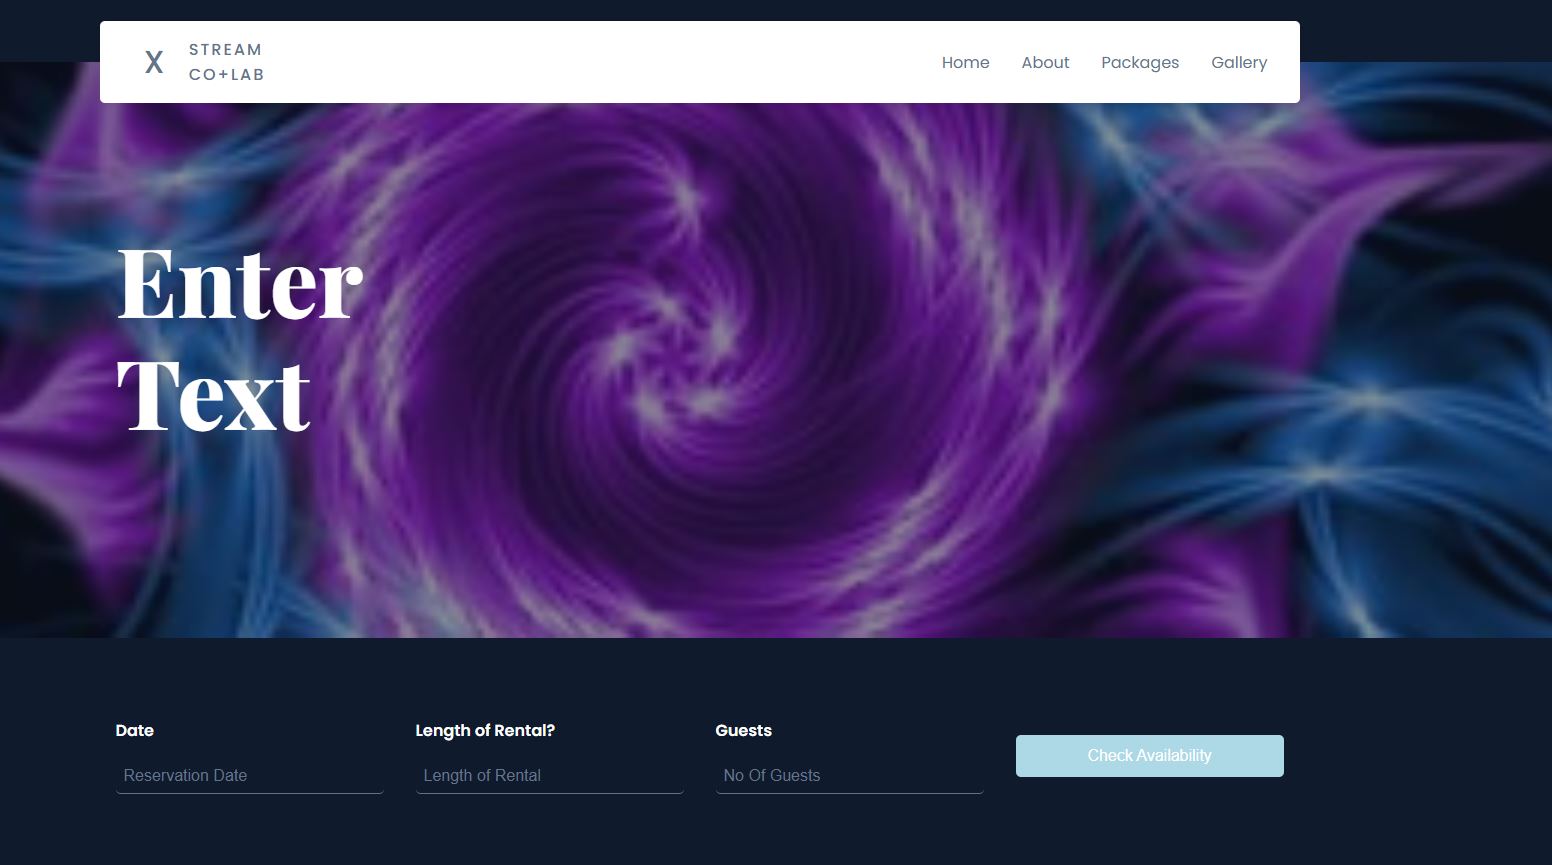 X
STREAM
CO+LAB
Home About Packages Gallery
Enter
Text
Date Length of Rental? Guests
Reservation Date Length of Rental No Of Guests Check Availability